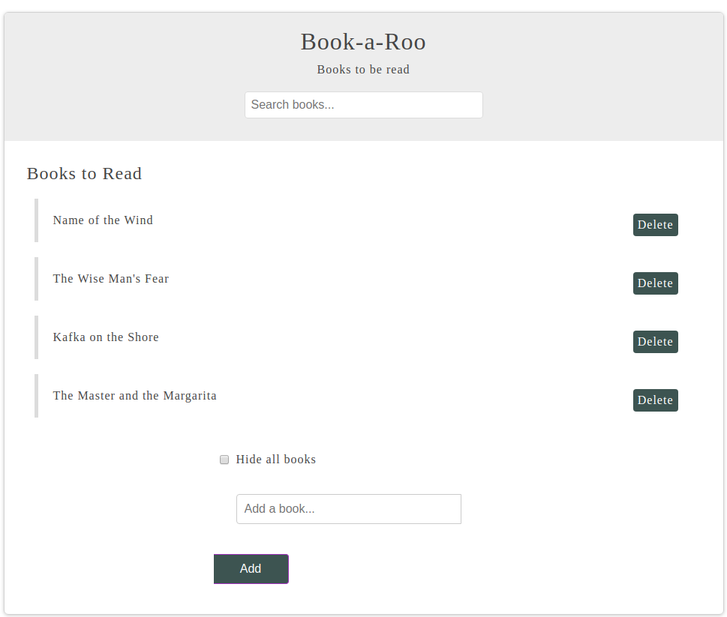 Book-a-Roo
Books to be read
Search books...
Books to Read
Name of the Wind
Delete
The Wise Man's Fear
Delete
Kafka on the Shore
Delete
The Master and the Margarita
Delete
Hide all books
Add a book...
Add